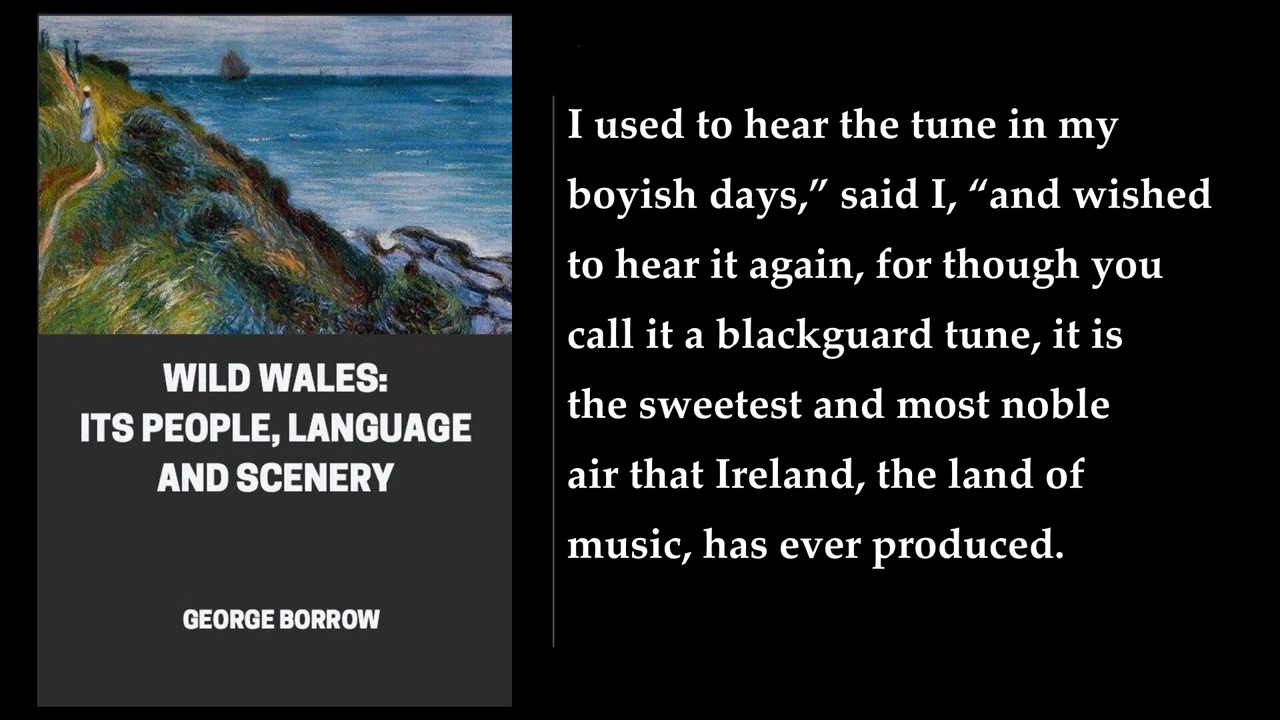 WILD WALES:
ITS PEOPLE, LANGUAGE
AND SCENERY
GEORGE BORROW
I used to hear the tune in my
boyish days,” said I, “and wished
to hear it again, for though you
call it a blackguard tune, it is
the sweetest and most noble
air that Ireland, the land of
music, has ever produced.